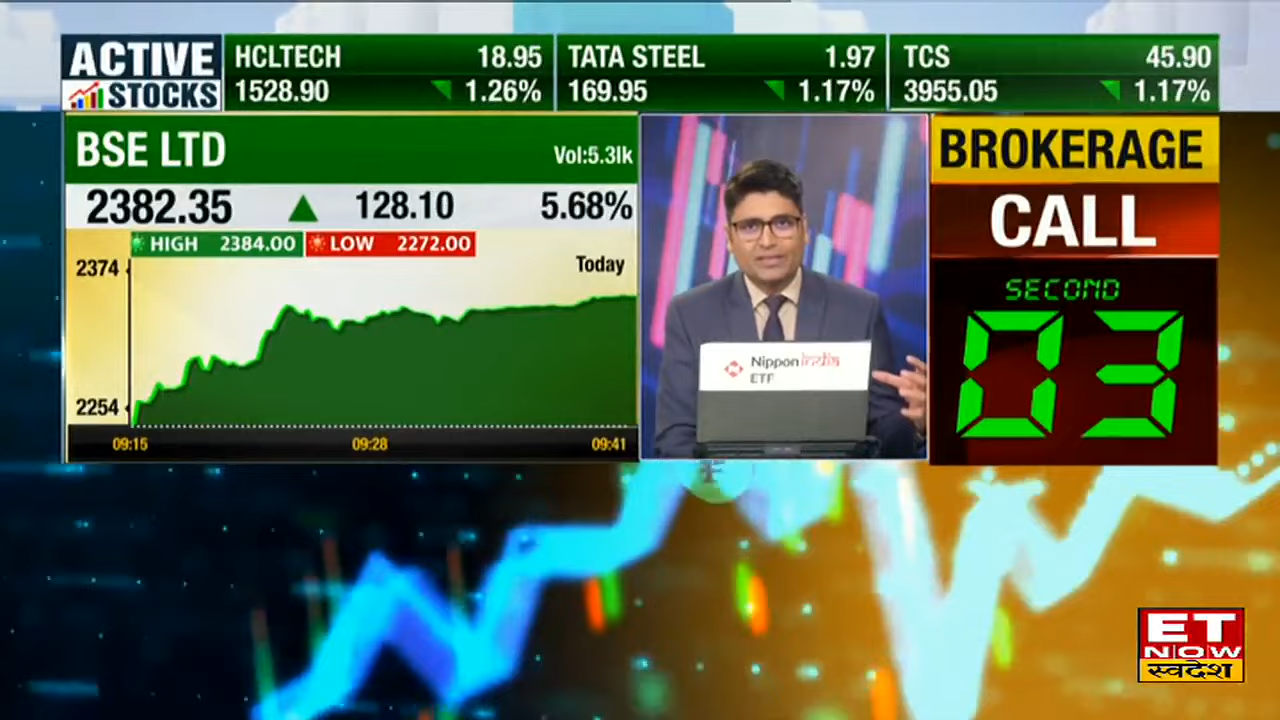 ACTIVE
STOCKS
HCLTECH 18.95
1528.90 1.26%
TATA STEEL 1.97
169.95 1.17%
TCS 45.90
3955.05 1.17%
BSE LTD Vol:5.3lk
2382.35 128.10 5.68%
HIGH 2384.00 LOW 2272.00
Today
2374
2254
09:15 09:28 09:41
Nippon india
ETF
BROKERAGE
CALL
SECOND
03
ET
NOW
स्वदेश